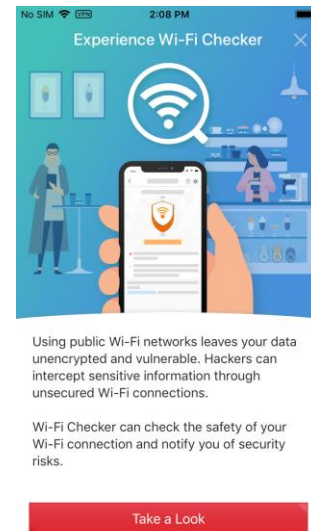 No SIM VPN 2:08 PM
Experience Wi-Fi Checker
Using public Wi-Fi networks leaves your data
unencrypted and vulnerable. Hackers can
intercept sensitive information through
unsecured Wi-Fi connections.
Wi-Fi Checker can check the safety of your
Wi-Fi connection and notify you of security
risks.
Take a Look